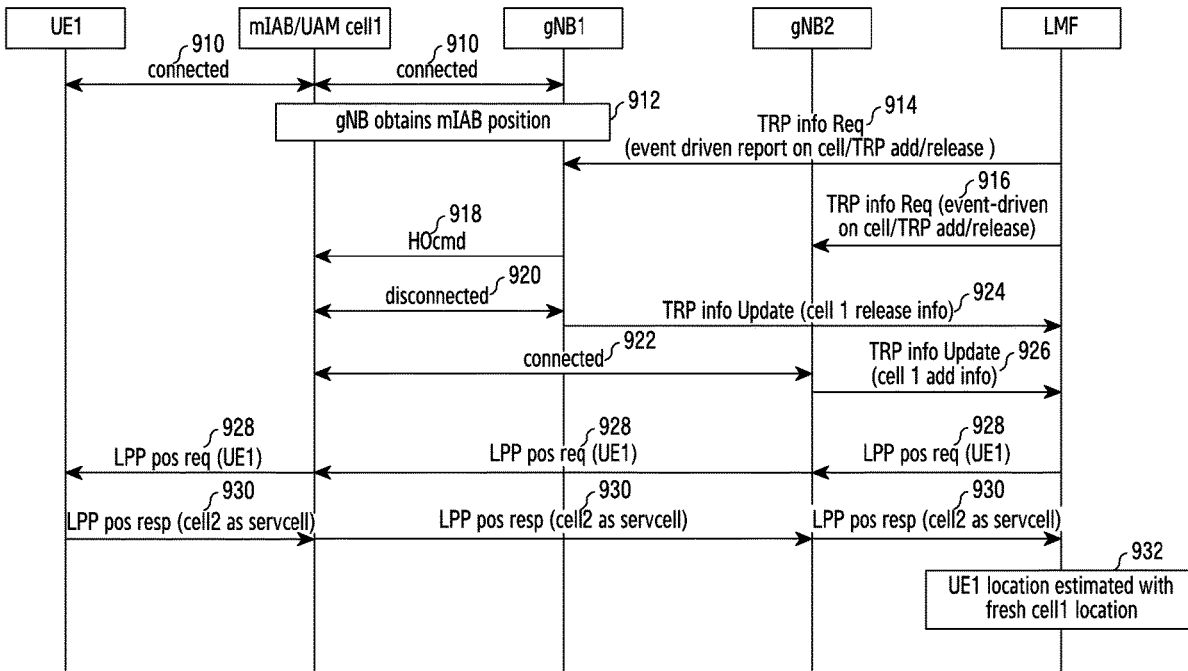 UE1
mIAB/UAM cell1
gNB1
gNB2
LMF
910
connected
910
connected
912
gNB obtains mIAB position
914
TRP info Req
(event driven report on cell/TRP add/release )
916
TRP info Req (event-driven
on cell/TRP add/release)
918
HOcmd
920
disconnected
924
TRP info Update (cell 1 release info)
922
connected
926
TRP info Update
(cell 1 add info)
928
LPP pos req (UE1)
928
LPP pos req (UE1)
928
LPP pos req (UE1)
930
LPP pos resp (cell2 as servcell)
930
LPP pos resp (cell2 as servcell)
930
LPP pos resp (cell2 as servcell)
932
UE1 location estimated with
fresh cell1 location